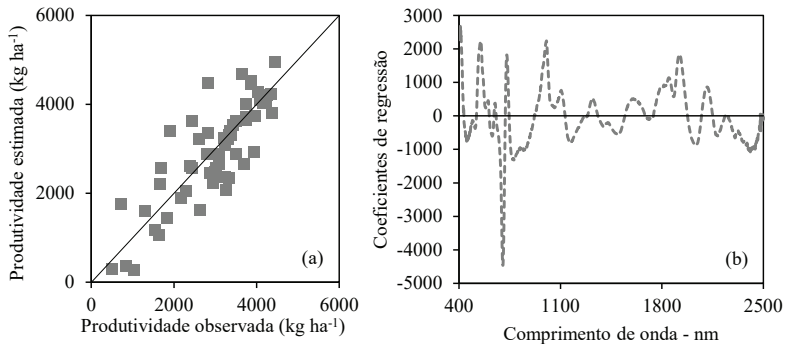 Produtividade estimada (kg ha-1)
6000
4000
2000
0
(a)
0 2000 4000 6000
Produtividade observada (kg ha-1)
Coeficientes de regressão
3000
2000
1000
0
-1000
-2000
-3000
-4000
-5000
(b)
400 1100 1800 2500
Comprimento de onda - nm